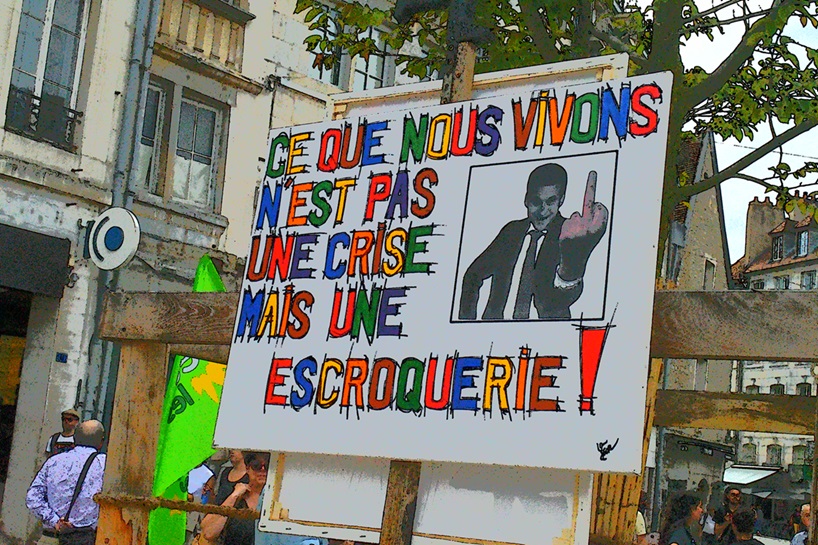 CE QUE NOUS VIVONS
N'EST PAS
UNE CRISE
MAIS UNE
ESCROQUERIE !